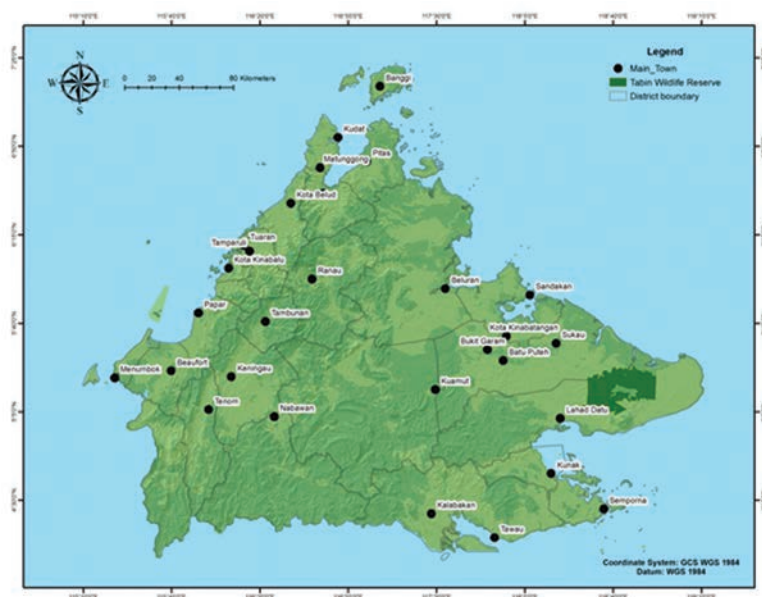 N
W E
S
0 20 40 80 Kilometers
Legend
Main_Town
Tabin Wildlife Reserve
District boundary
Banggi
Kudat
Pitas
Matunggong
Kota Belud
Tuaran
Tamparuli
Kota Kinabalu
Ranau
Beluran
Sandakan
Papar
Tambunan
Kota Kinabatangan
Sukau
Bukit Garam
Batu Puteh
Menumbok
Beaufort
Keningau
Kuamut
Tenom
Nabawan
Lahad Datu
Kunak
Kalabakan
Semporna
Tawau
Coordinate System: GCS WGS 1984
Datum: WGS 1984